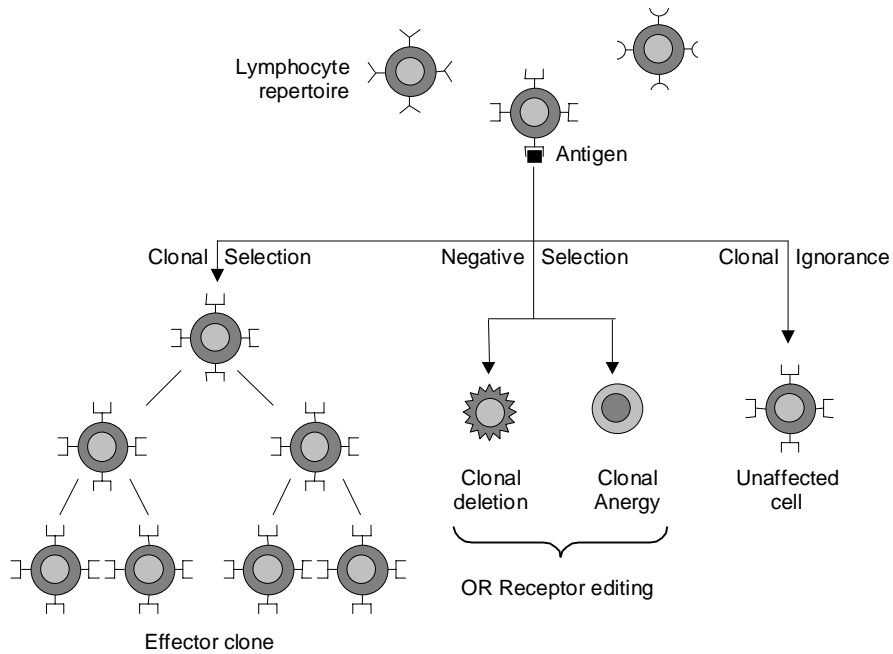 Lymphocyte
repertoire
Antigen
Clonal Selection
Negative Selection
Clonal Ignorance
Clonal
deletion
Clonal
Anergy
Unaffected
cell
OR Receptor editing
Effector clone